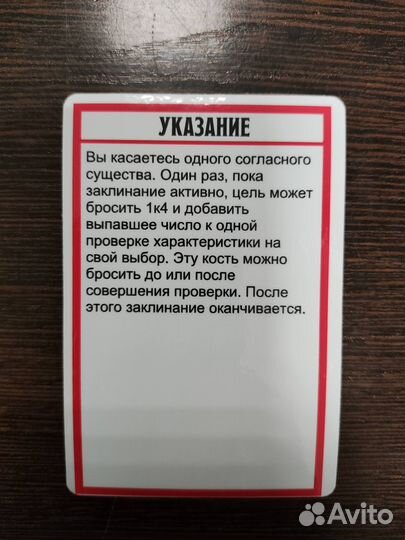 УКАЗАНИЕ
Вы касаетесь одного согласного
существа. Один раз, пока
заклинание активно, цель может
бросить 1к4 и добавить
выпавшее число к одной
проверке характеристики на
свой выбор. Эту кость можно
бросить до или после
совершения проверки. После
этого заклинание оканчивается.
Avito